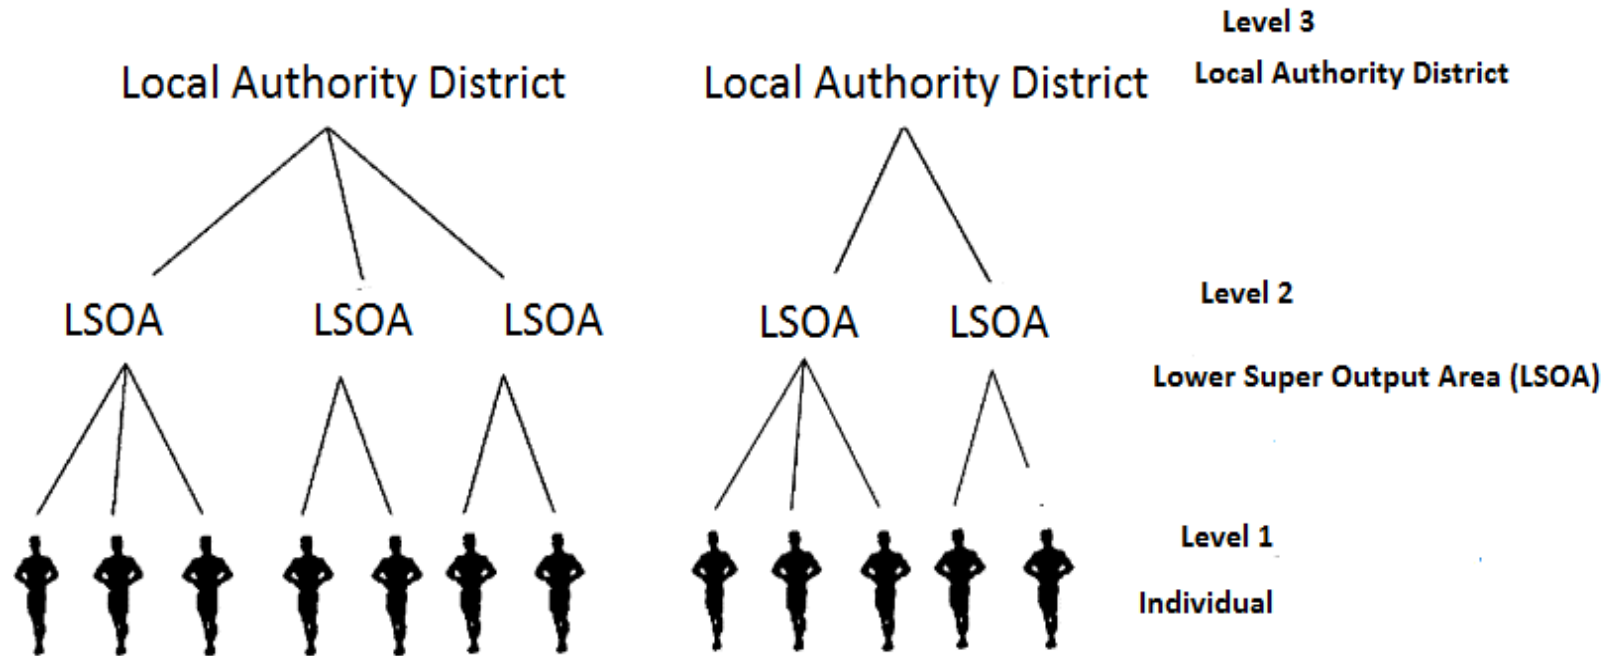 Level 3
Local Authority District
Local Authority District
Local Authority District
LSOA
LSOA
LSOA
LSOA
LSOA
Level 2
Lower Super Output Area (LSOA)
Level 1
Individual